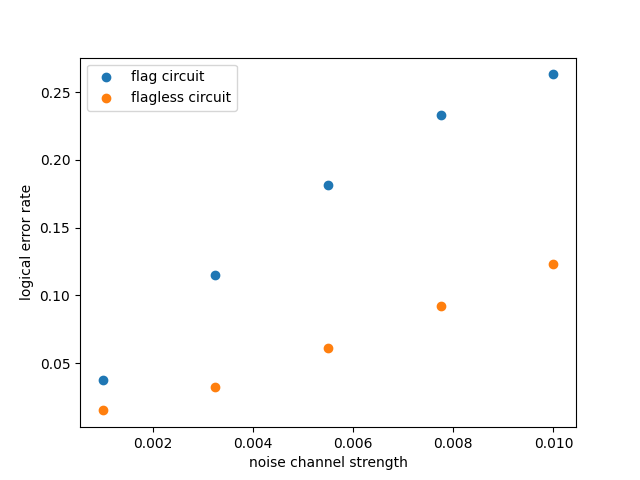 flag circuit
flagless circuit
0.25
0.20
0.15
0.10
0.05
logical error rate
0.002 0.004 0.006 0.008 0.010
noise channel strength